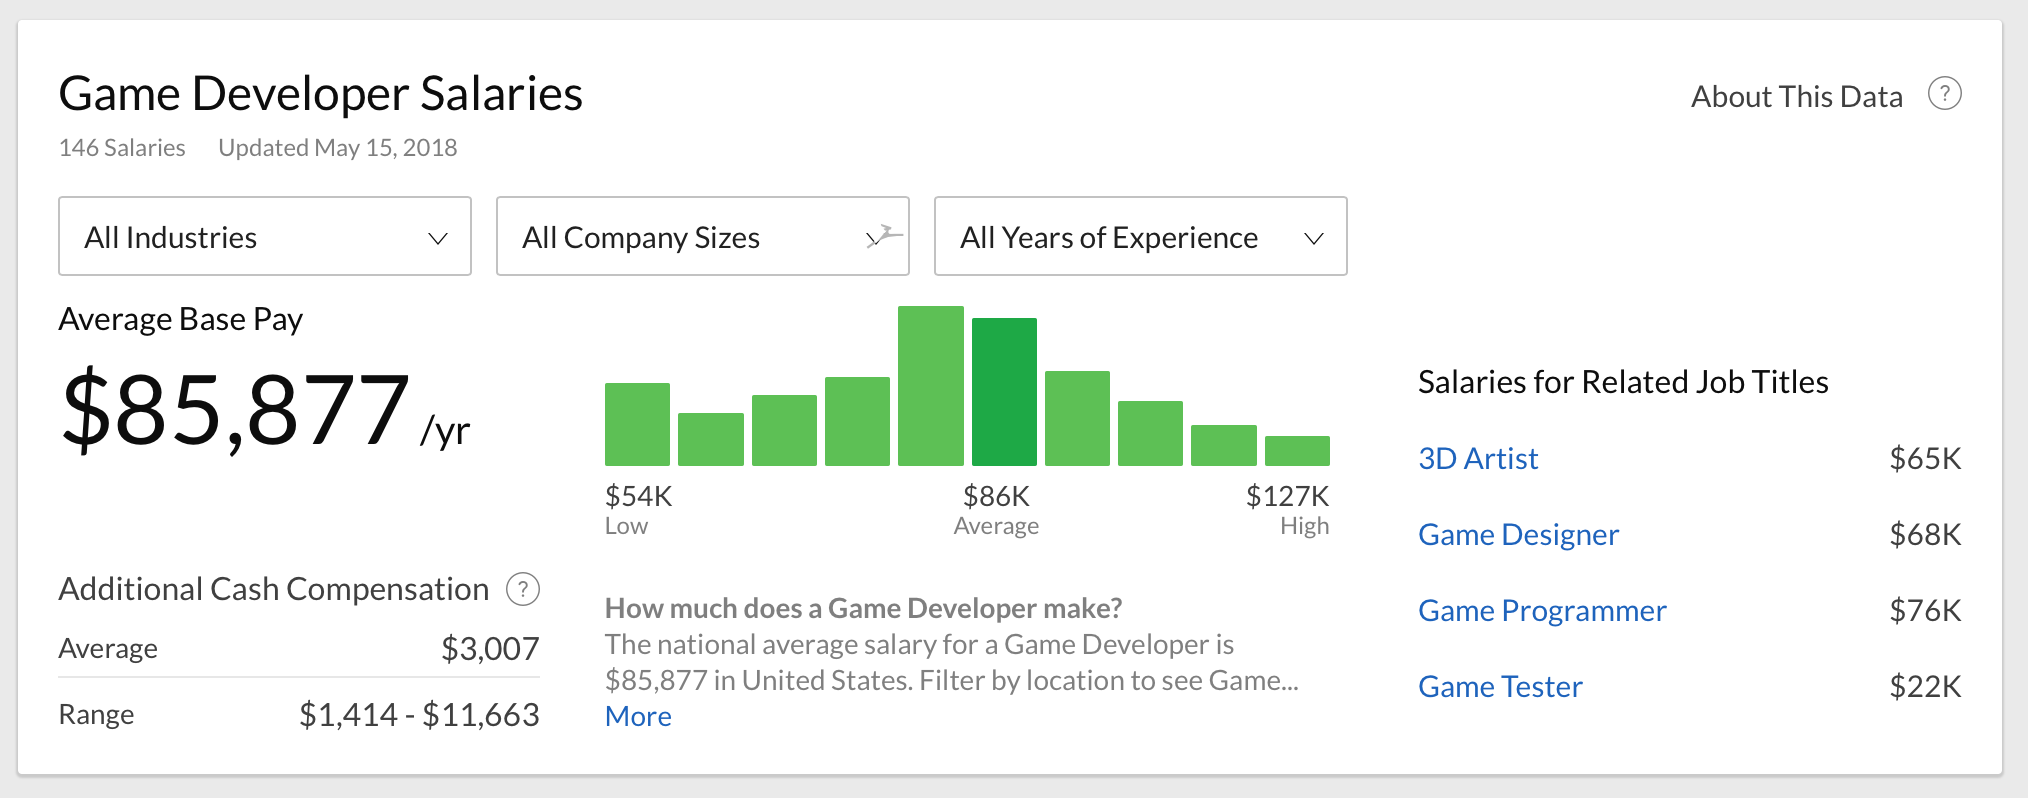 Game Developer Salaries
About This Data ?
146 Salaries Updated May 15, 2018
All Industries
All Company Sizes
All Years of Experience
Average Base Pay
$85,877 /yr
Additional Cash Compensation ?
Average $3,007
Range $1,414 - $11,663
$54K $86K $127K
Low Average High
How much does a Game Developer make?
The national average salary for a Game Developer is
$85,877 in United States. Filter by location to see Game...
More
Salaries for Related Job Titles
3D Artist $65K
Game Designer $68K
Game Programmer $76K
Game Tester $22K